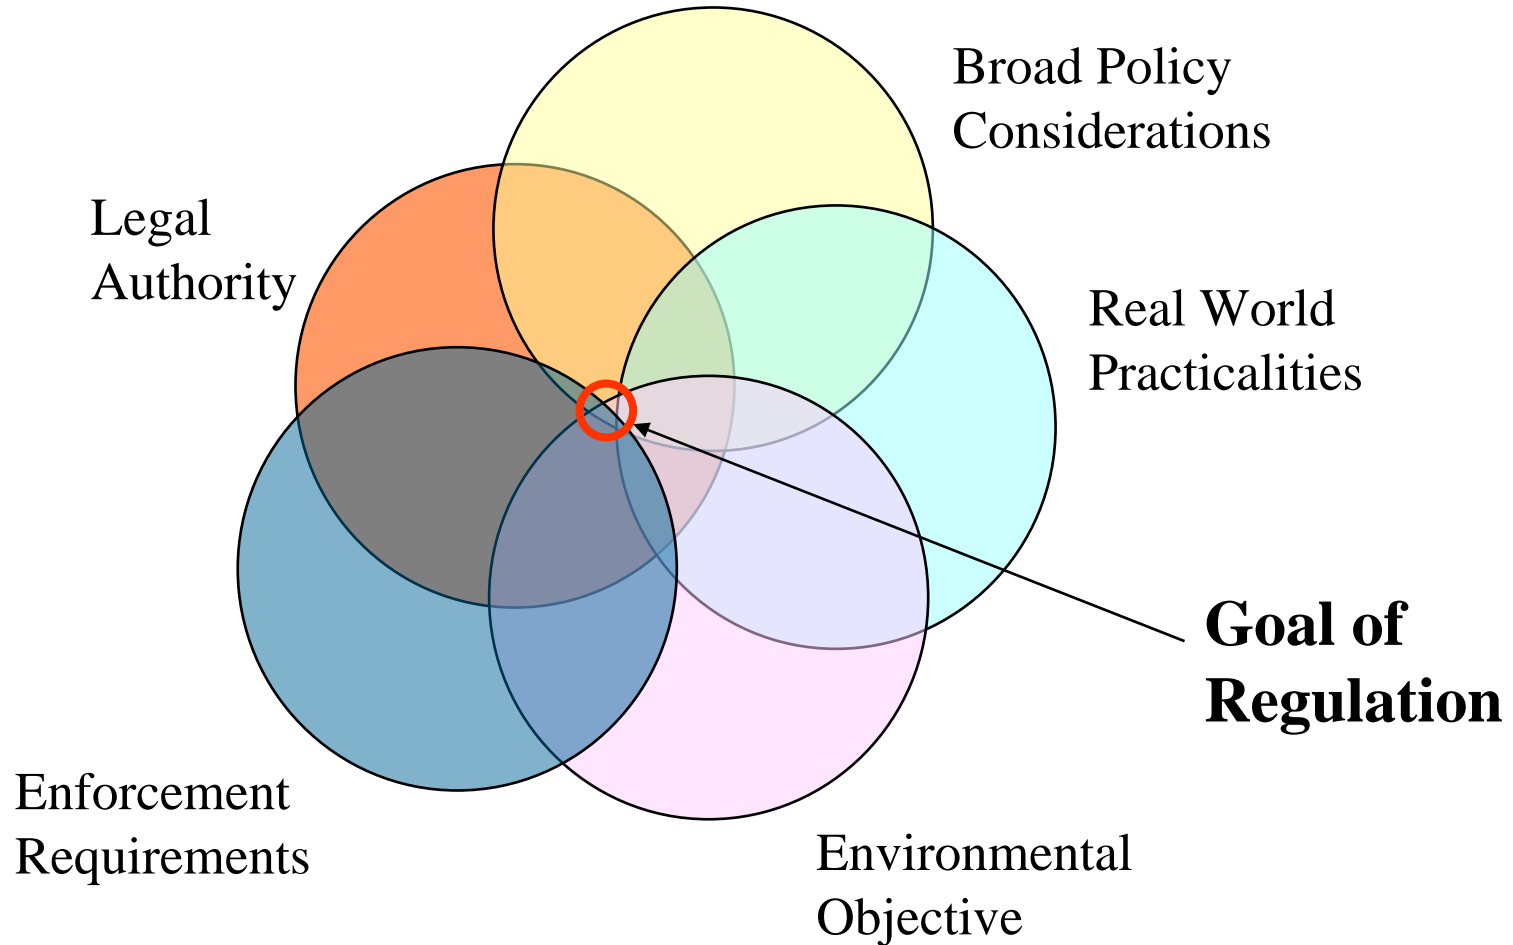 Broad Policy
Considerations
Legal
Authority
Real World
Practicalities
Goal of
Regulation
Enforcement
Requirements
Environmental
Objective